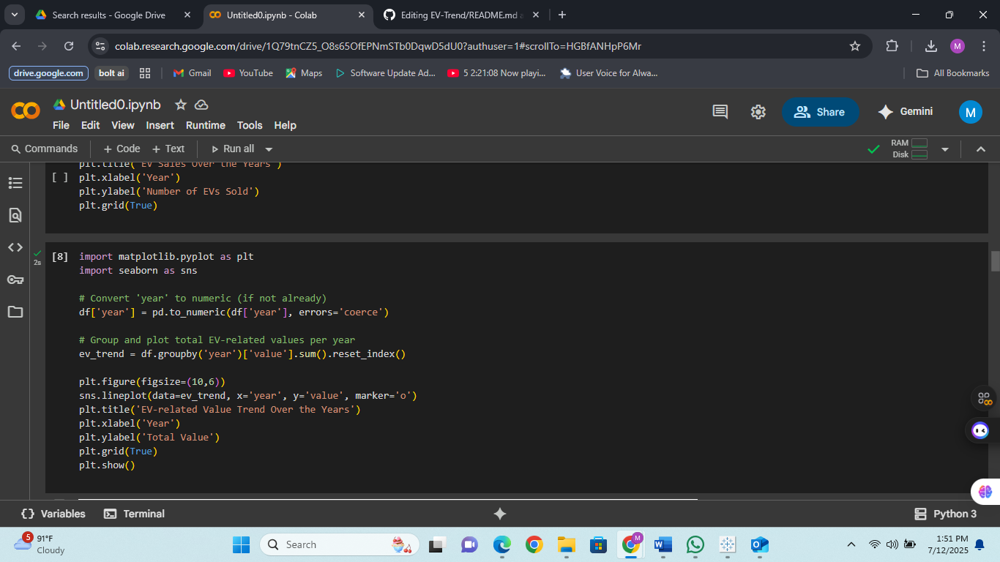 Search results - Google Drive
Untitled0.ipynb - Colab
Editing EV-Trend/README.md a
colab.research.google.com/drive/1Q79tnCZ5_O8s65OfEPNmSTb0DqwD5dU0?authuser=1#scrollTo=HGBfANHpP6Mr
M
drive.google.com
bolt ai
Gmail
YouTube
Maps
Software Update Ad...
5 2:21:08 Now playi...
User Voice for Alwa...
All Bookmarks
Untitled0.ipynb
Share
Gemini
M
File Edit View Insert Runtime Tools Help
Commands
+ Code + Text
Run all
RAM
Disk
plt.title('EV Sales Over the Years')
[ ] plt.xlabel('Year')
plt.ylabel('Number of EVs Sold')
plt.grid(True)
2s
[8] import matplotlib.pyplot as plt
import seaborn as sns
# Convert 'year' to numeric (if not already)
df['year'] = pd.to_numeric(df['year'], errors='coerce')
# Group and plot total EV-related values per year
ev_trend = df.groupby('year')['value'].sum().reset_index()
plt.figure(figsize=(10,6))
sns.lineplot(data=ev_trend, x='year', y='value', marker='o')
plt.title('EV-related Value Trend Over the Years')
plt.xlabel('Year')
plt.ylabel('Total Value')
plt.grid(True)
plt.show()
{} Variables
Terminal
Python 3
5
91°F
Cloudy
Search
M
1:51 PM
7/12/2025